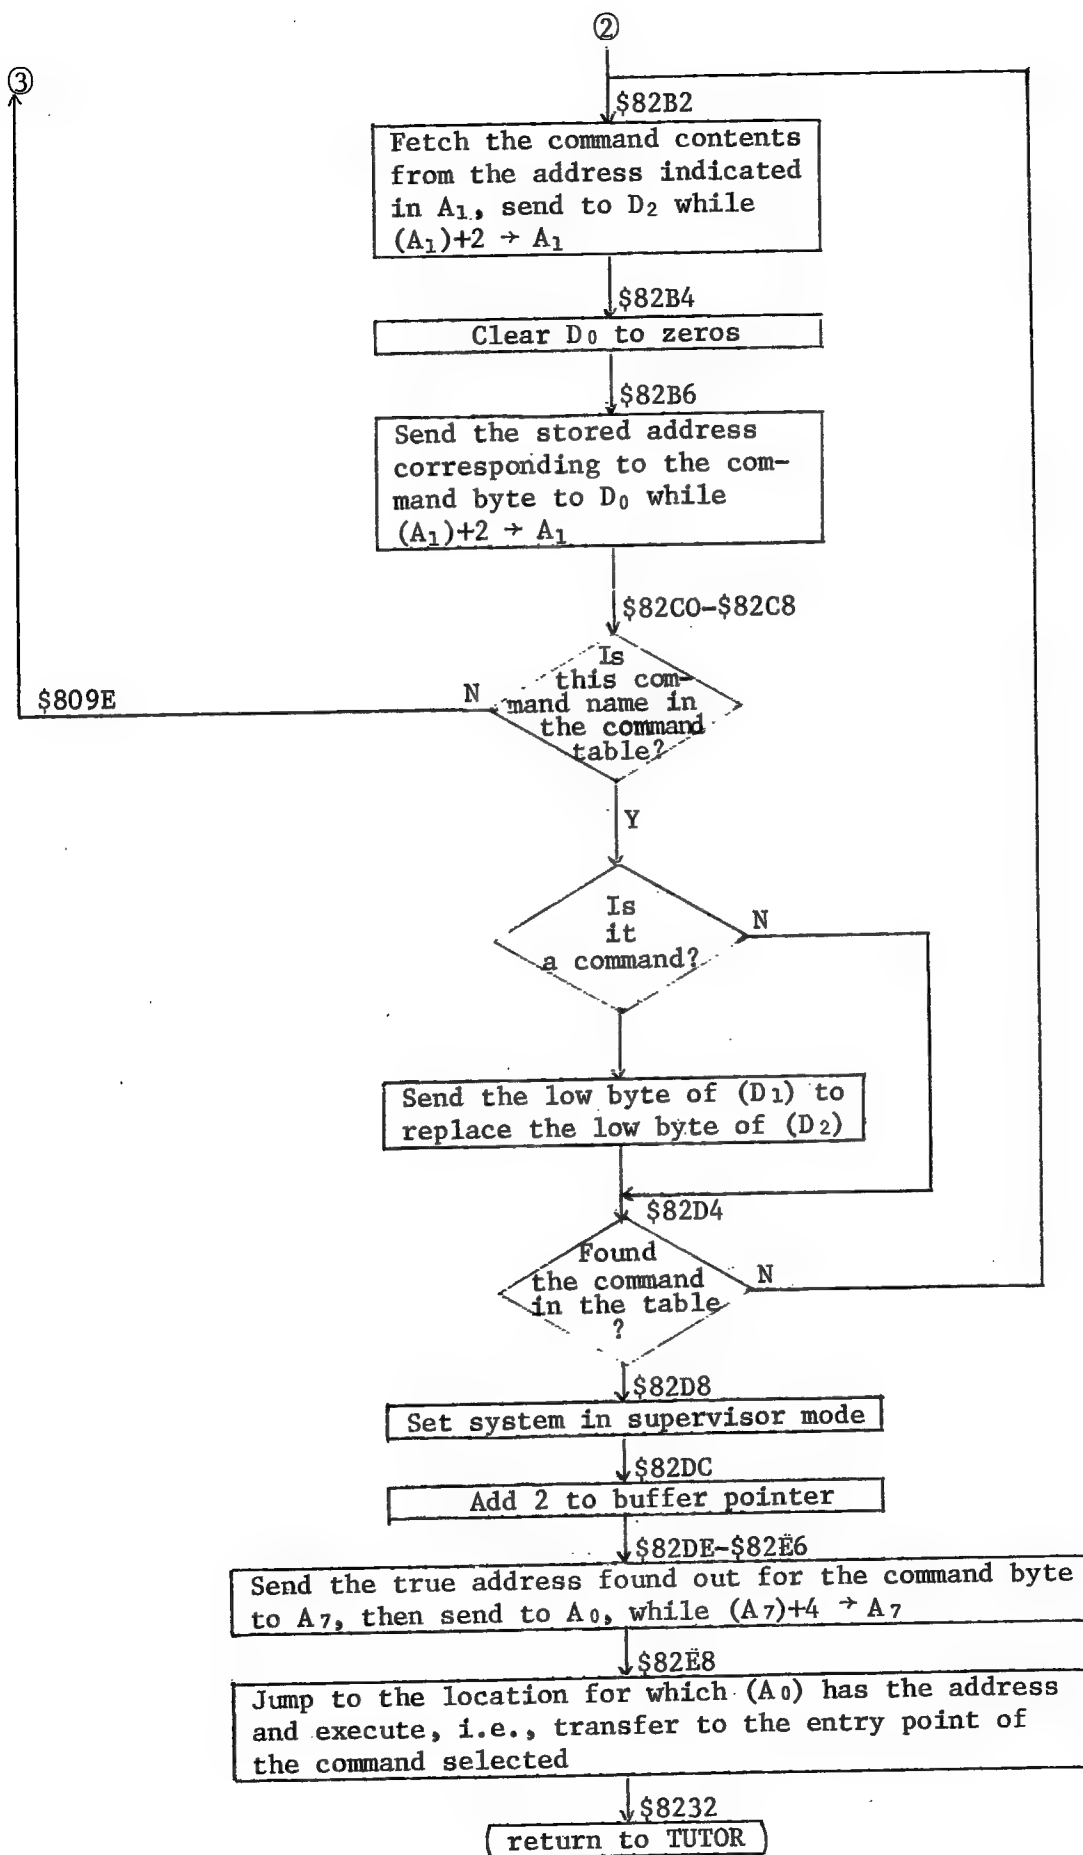 ②
③
$82B2
Fetch the command contents
from the address indicated
in A₁, send to D₂ while
(A₁)+2 → A₁
$82B4
Clear D₀ to zeros
$82B6
Send the stored address
corresponding to the com-
mand byte to D₀ while
(A₁)+2 → A₁
$82C0-$82C8
Is
this com-
mand name in
the command
table?
N
$809E
Y
Is
it
a command?
N
Send the low byte of (D₁) to
replace the low byte of (D₂)
$82D4
Found
the command
in the table
?
N
$82D8
Set system in supervisor mode
$82DC
Add 2 to buffer pointer
$82DE-$82E6
Send the true address found out for the command byte
to A₇, then send to A₀, while (A₇)+4 → A₇
$82E8
Jump to the location for which (A₀) has the address
and execute, i.e., transfer to the entry point of
the command selected
$8232
return to TUTOR